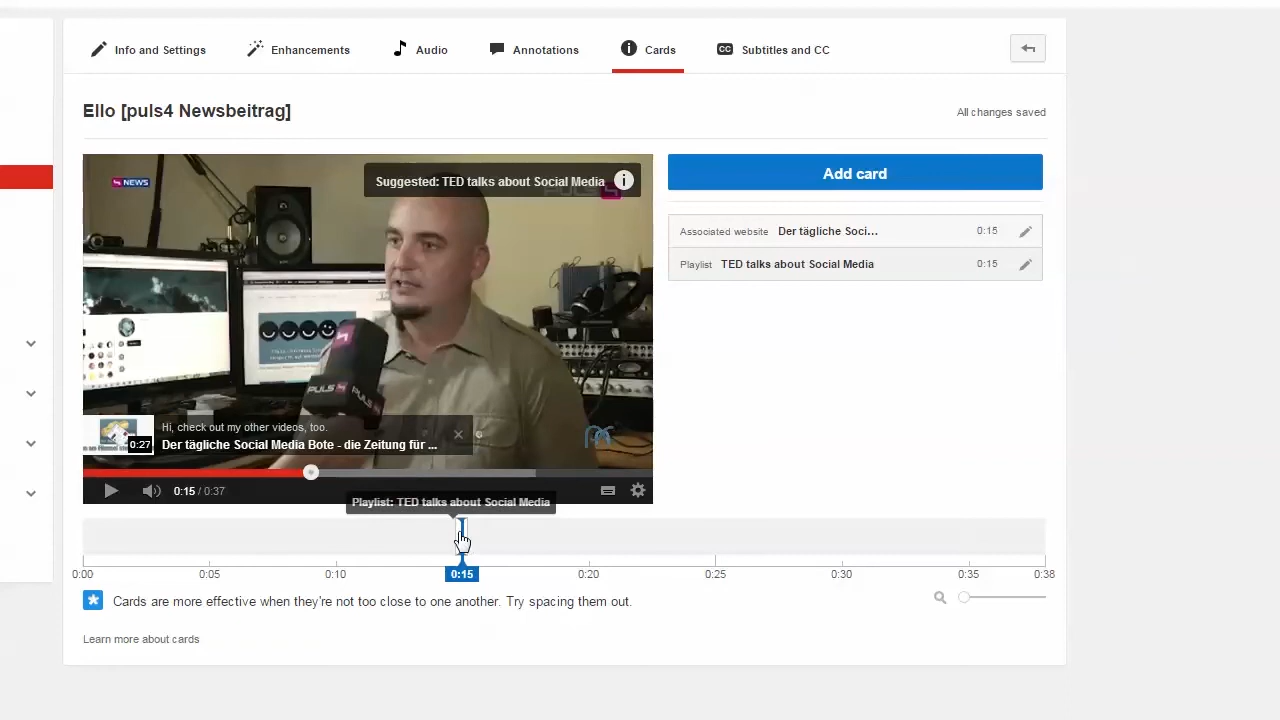 Info and Settings
Enhancements
Audio
Annotations
Cards
CC
Subtitles and CC
Ello [puls4 Newsbeitrag]
All changes saved
NEWS
Suggested: TED talks about Social Media
i
Add card
Associated website Der tägliche Soci... 0:15
Playlist TED talks about Social Media 0:15
PULS 4
Hi, check out my other videos, too.
0:27
Der tägliche Social Media Bote - die Zeitung für ...
0:15 / 0:37
Playlist: TED talks about Social Media
0:00 0:05 0:10 0:15 0:20 0:25 0:30 0:35 0:38
Cards are more effective when they're not too close to one another. Try spacing them out.
Learn more about cards